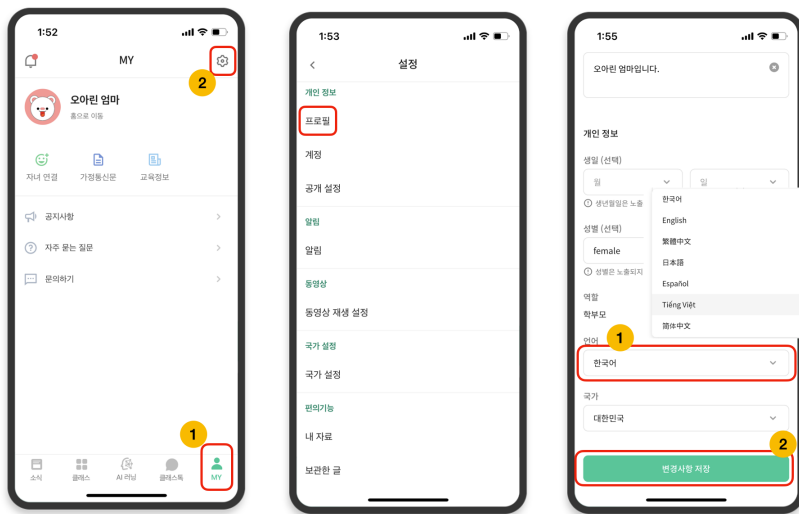 1:52
MY
2
오아린 엄마
홈으로 이동
자녀 연결
가정통신문
교육정보
공지사항
자주 묻는 질문
문의하기
1
소식
클래스
AI 러닝
클래스톡
MY
1:53
설정
개인 정보
프로필
계정
공개 설정
알림
알림
동영상
동영상 재생 설정
국가 설정
국가 설정
편의기능
내 자료
보관한 글
1:55
오아린 엄마입니다.
개인 정보
생일 (선택)
월
일
생년월일은 노출
성별 (선택)
female
성별은 노출되지
한국어
English
繁體中文
日本語
Español
Tiếng Việt
简体中文
역할
학부모
언어
1
한국어
국가
대한민국
2
변경사항 저장